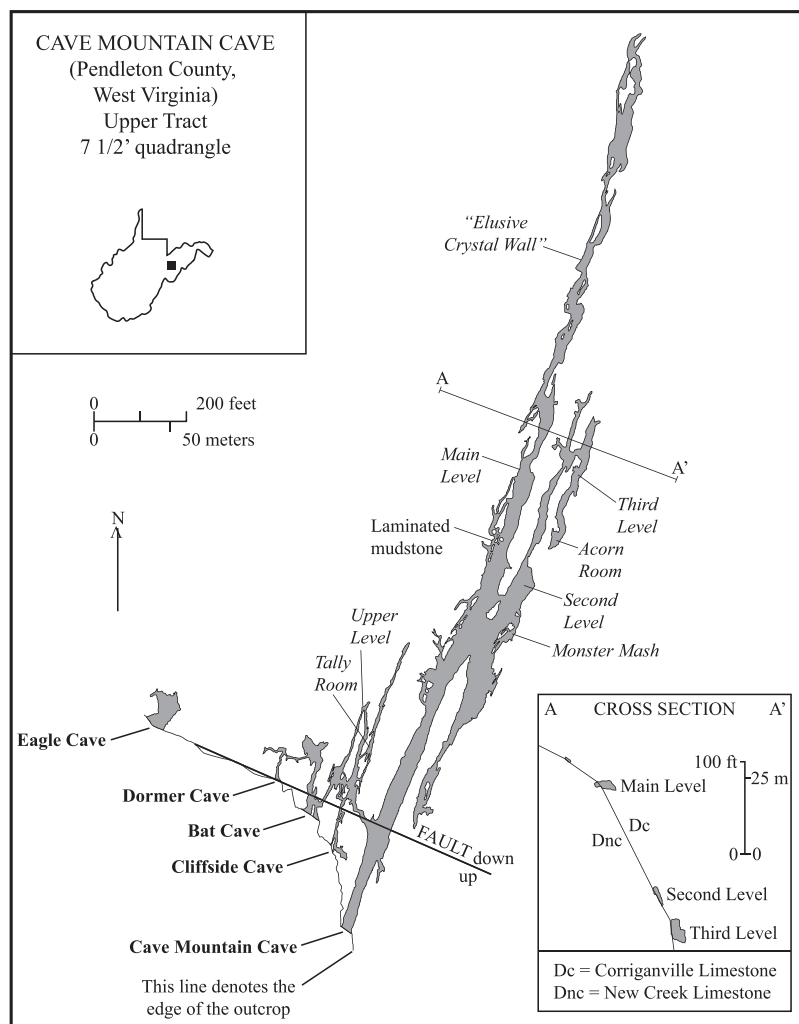 CAVE MOUNTAIN CAVE
(Pendleton County,
West Virginia)
Upper Tract
7 1/2’ quadrangle
“Elusive
Crystal Wall”
0 200 feet
0 50 meters
A
A’
Main
Level
Third
Level
N
Laminated
mudstone
Acorn
Room
Second
Level
Upper
Level
Monster Mash
Tally
Room
Eagle Cave
Dormer Cave
Bat Cave
Cliffside Cave
FAULT
down
up
Cave Mountain Cave
This line denotes the
edge of the outcrop
A CROSS SECTION A’
100 ft
25 m
Main Level
Dc
Dnc
0 0
Second Level
Third Level
Dc = Corriganville Limestone
Dnc = New Creek Limestone